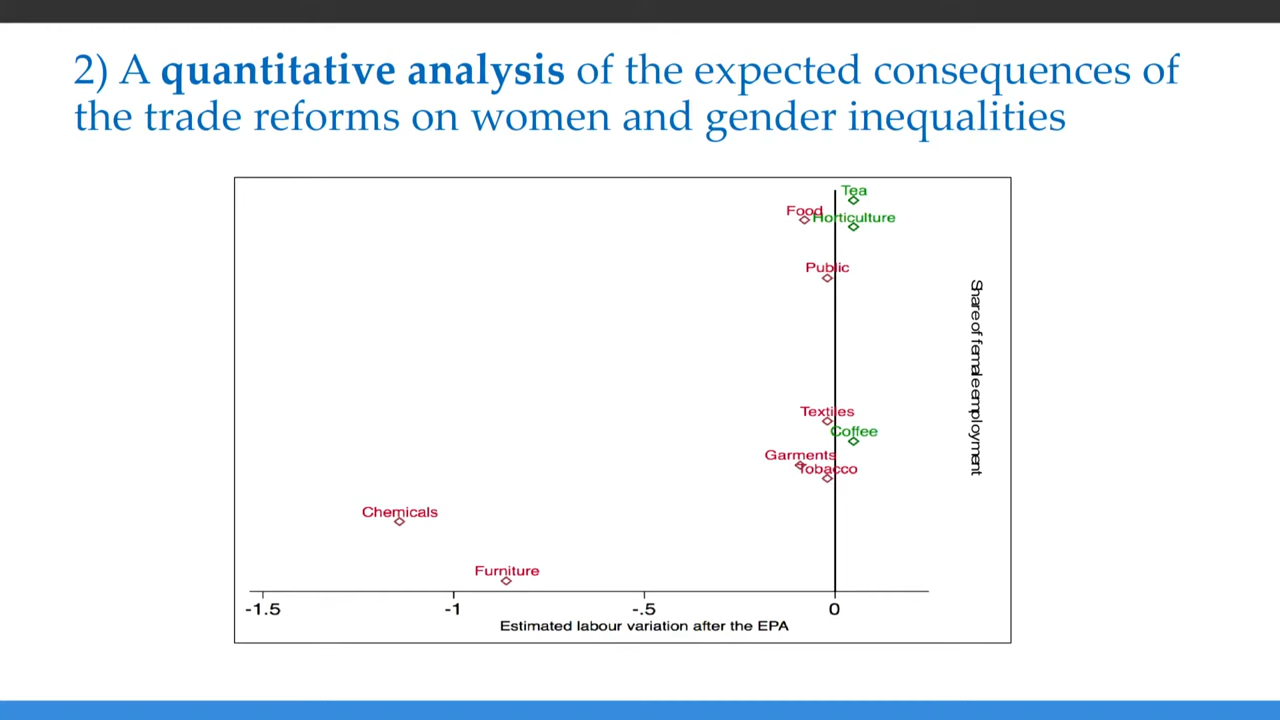 2) A quantitative analysis of the expected consequences of
the trade reforms on women and gender inequalities
Tea
Food
Horticulture
Public
Textiles
Coffee
Garments
Tobacco
Chemicals
Furniture
Share of female employment
-1.5
-1
-.5
0
Estimated labour variation after the EPA